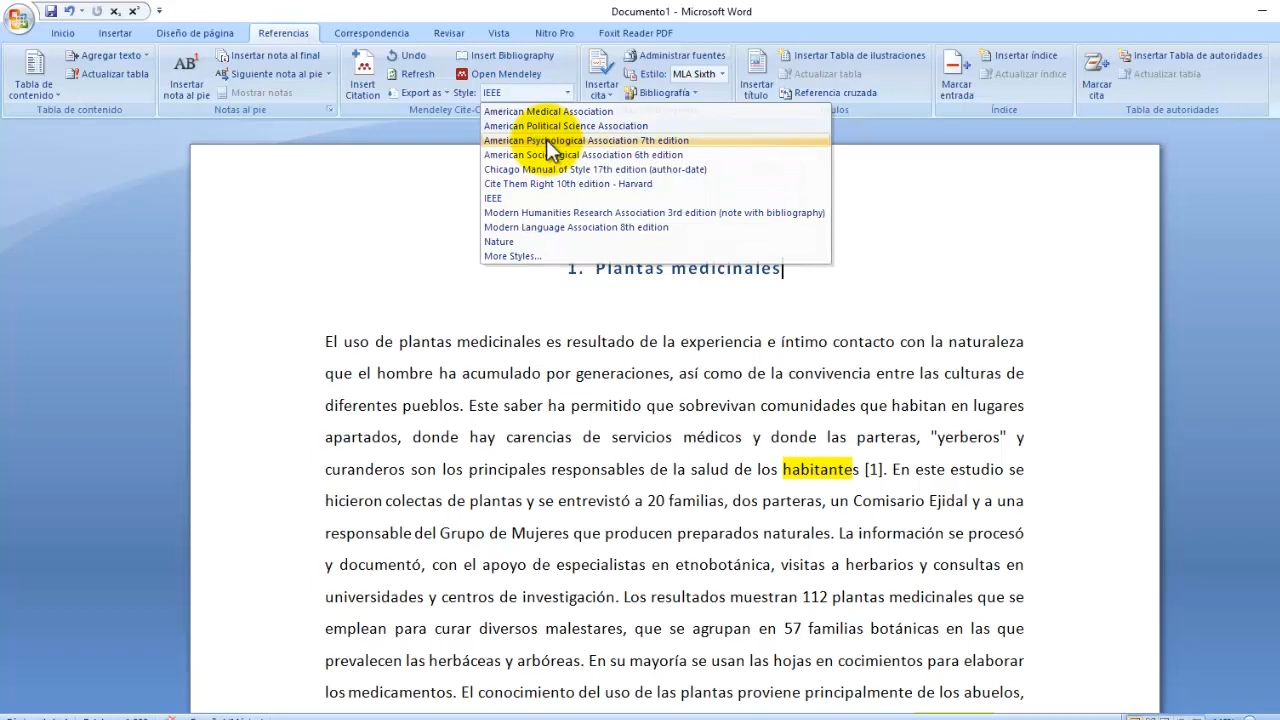 Documento1 - Microsoft Word
Inicio Insertar Diseño de página Referencias Correspondencia Revisar Vista Nitro Pro Foxit Reader PDF
Tabla de contenido
Agregar texto
Actualizar tabla
Tabla de contenido
AB¹
Insertar nota al pie
Insertar nota al final
Siguiente nota al pie
Mostrar notas
Notas al pie
Insert Citation
Undo
Refresh
Export as
Insert Bibliography
Open Mendeley
Style: IEEE
Mendeley Cite-O
Insertar cita
Administrar fuentes
Estilo: MLA Sixth
Bibliografía
Insertar título
Insertar Tabla de ilustraciones
Actualizar tabla
Referencia cruzada
Marcar entrada
Insertar índice
Actualizar índice
Índice
Marcar cita
Insertar Tabla de autoridades
Actualizar tabla
Tabla de autoridades
American Medical Association
American Political Science Association
American Psychological Association 7th edition
American Sociological Association 6th edition
Chicago Manual of Style 17th edition (author-date)
Cite Them Right 10th edition - Harvard
IEEE
Modern Humanities Research Association 3rd edition (note with bibliography)
Modern Language Association 8th edition
Nature
More Styles...
1. Plantas medicinales
El uso de plantas medicinales es resultado de la experiencia e íntimo contacto con la naturaleza
que el hombre ha acumulado por generaciones, así como de la convivencia entre las culturas de
diferentes pueblos. Este saber ha permitido que sobrevivan comunidades que habitan en lugares
apartados, donde hay carencias de servicios médicos y donde las parteras, "yerberos" y
curanderos son los principales responsables de la salud de los habitantes [1]. En este estudio se
hicieron colectas de plantas y se entrevistó a 20 familias, dos parteras, un Comisario Ejidal y a una
responsable del Grupo de Mujeres que producen preparados naturales. La información se procesó
y documentó, con el apoyo de especialistas en etnobotánica, visitas a herbarios y consultas en
universidades y centros de investigación. Los resultados muestran 112 plantas medicinales que se
emplean para curar diversos malestares, que se agrupan en 57 familias botánicas en las que
prevalecen las herbáceas y arbóreas. En su mayoría se usan las hojas en cocimientos para elaborar
los medicamentos. El conocimiento del uso de las plantas proviene principalmente de los abuelos,